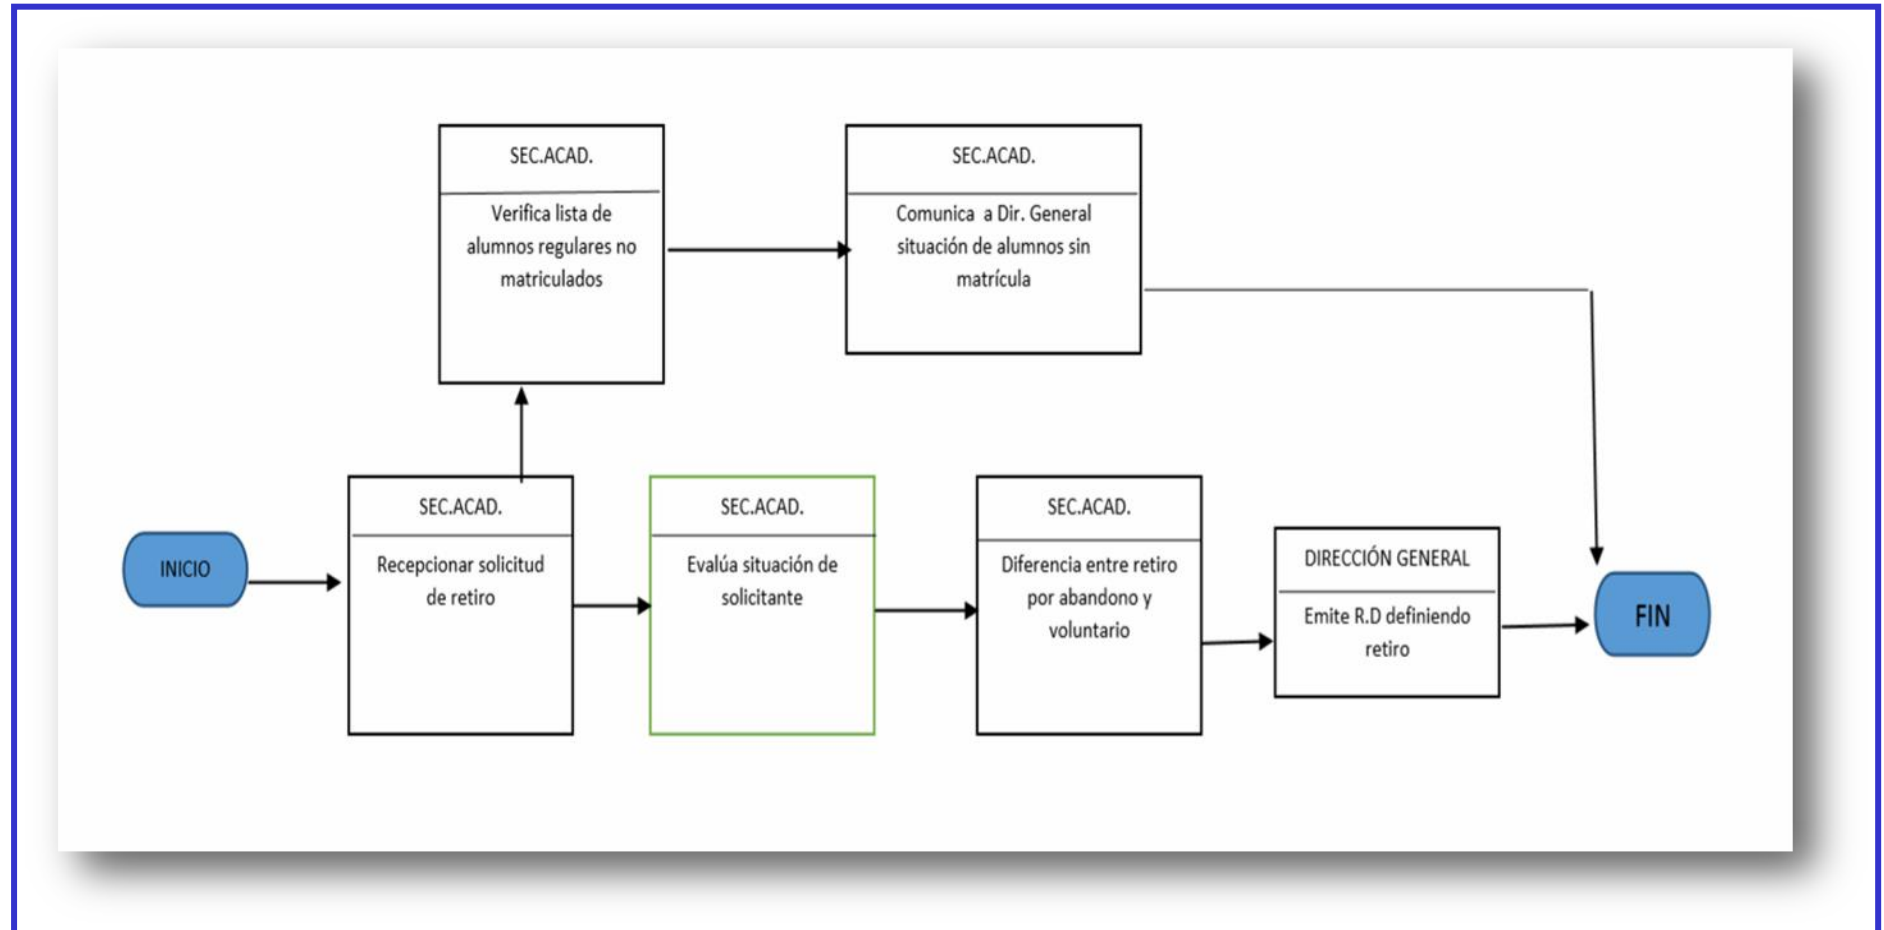 SEC.ACAD.
Verifica lista de
alumnos regulares no
matriculados
SEC.ACAD.
Comunica a Dir. General
situación de alumnos sin
matrícula
INICIO
SEC.ACAD.
Recepcionar solicitud
de retiro
SEC.ACAD.
Evalúa situación de
solicitante
SEC.ACAD.
Diferencia entre retiro
por abandono y
voluntario
DIRECCIÓN GENERAL
Emite R.D definiendo
retiro
FIN